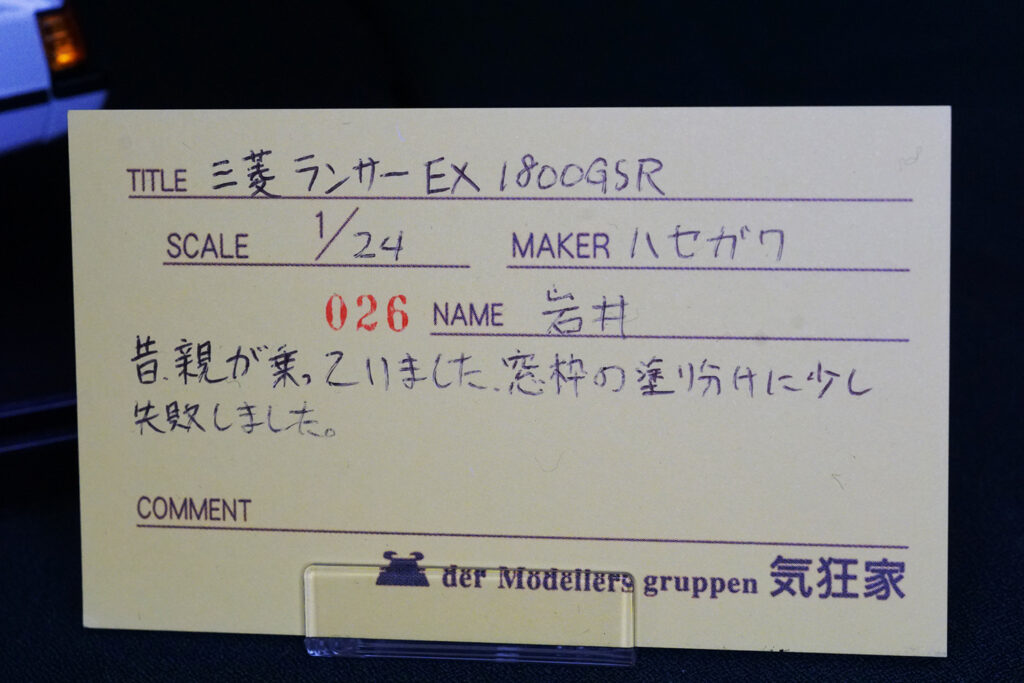 TITLE 三菱 ランサー EX 1800GSR
SCALE 1/24 MAKER ハセガワ
026 NAME 岩井
昔、親が乗っていました、窓枠の塗り分けに少し
失敗しました。
COMMENT
der Modellers gruppen 気狂家